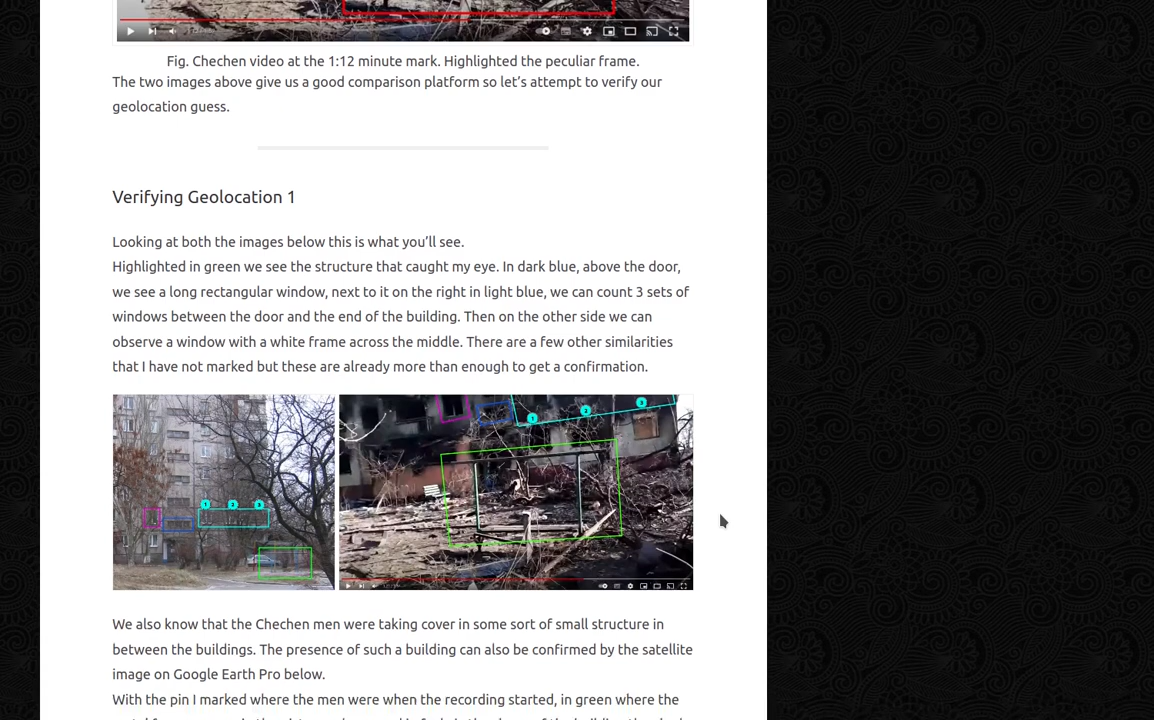 Fig. Chechen video at the 1:12 minute mark. Highlighted the peculiar frame.
The two images above give us a good comparison platform so let’s attempt to verify our
geolocation guess.
Verifying Geolocation 1
Looking at both the images below this is what you’ll see.
Highlighted in green we see the structure that caught my eye. In dark blue, above the door,
we see a long rectangular window, next to it on the right in light blue, we can count 3 sets of
windows between the door and the end of the building. Then on the other side we can
observe a window with a white frame across the middle. There are a few other similarities
that I have not marked but these are already more than enough to get a confirmation.
1 2 3
1 2 3
We also know that the Chechen men were taking cover in some sort of small structure in
between the buildings. The presence of such a building can also be confirmed by the satellite
image on Google Earth Pro below.
With the pin I marked where the men were when the recording started, in green where the